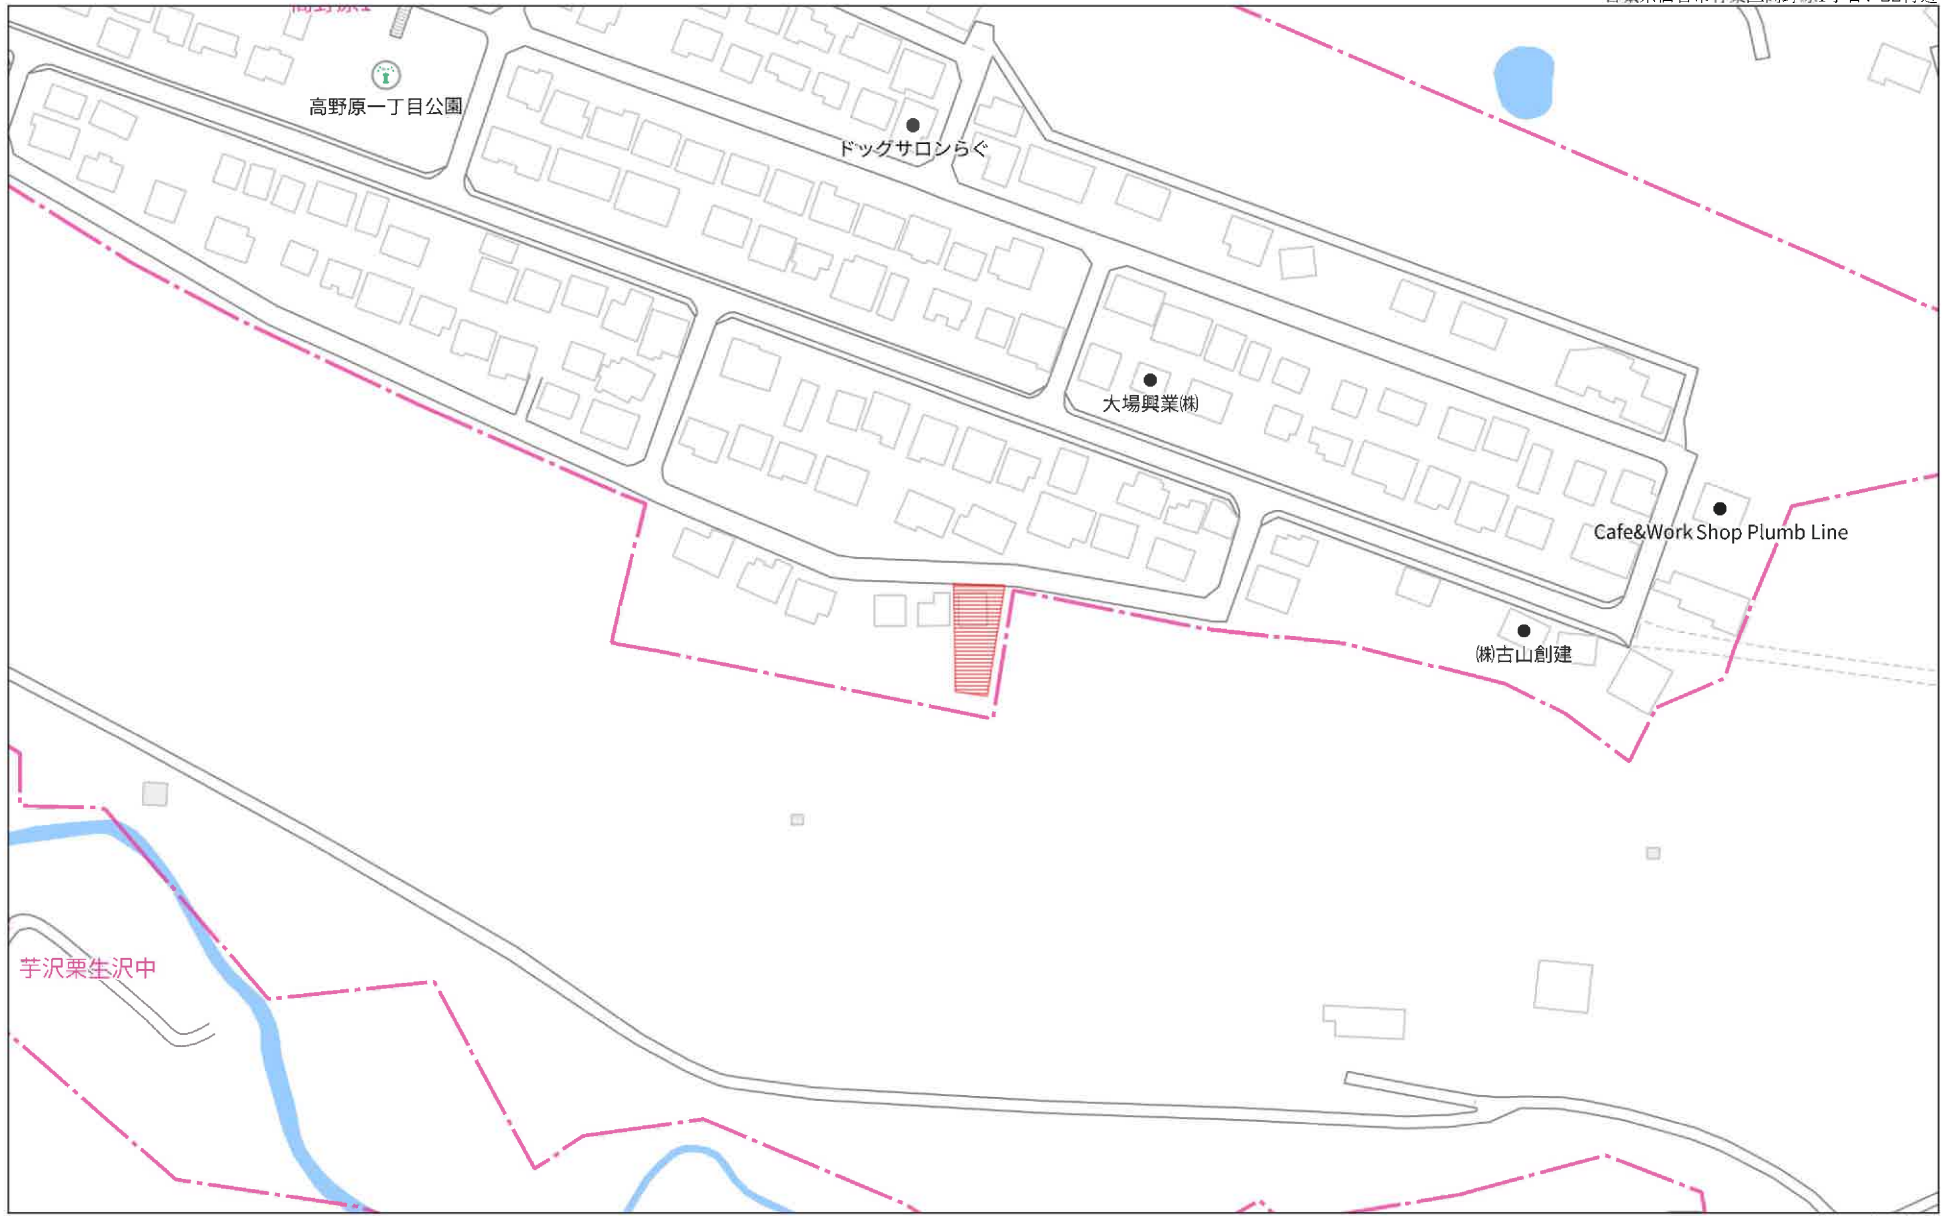 高野原一丁目公園
ドッグサロンらぐ
大場興業㈱
Cafe&Work Shop Plumb Line
㈱古山創建
芋沢栗生沢中